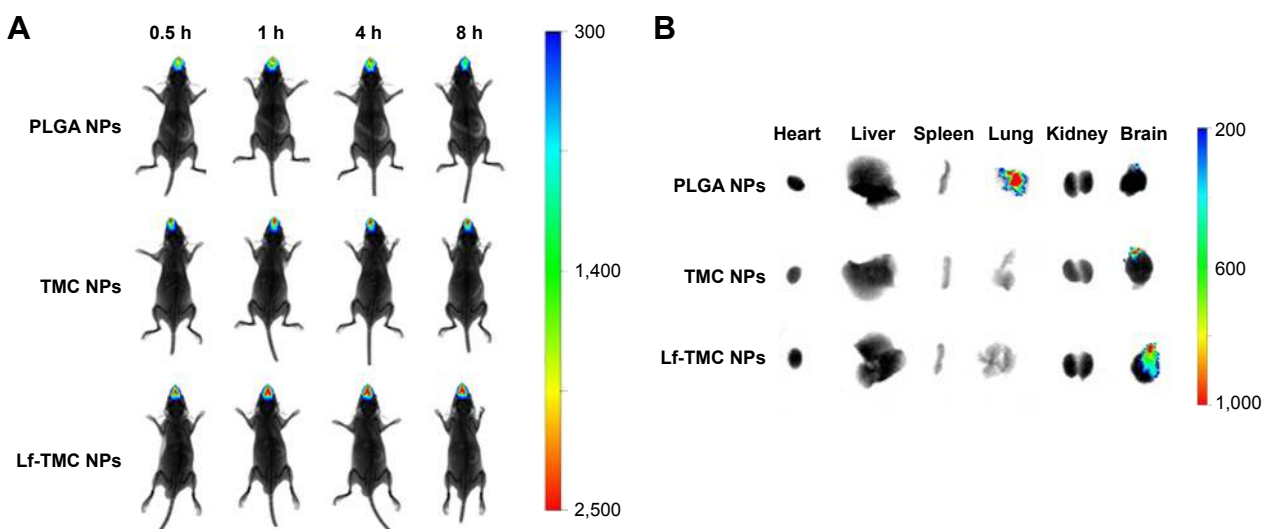 A
0.5 h 1 h 4 h 8 h
PLGA NPs
TMC NPs
Lf-TMC NPs
300
1,400
2,500
B
Heart Liver Spleen Lung Kidney Brain
PLGA NPs
TMC NPs
Lf-TMC NPs
200
600
1,000